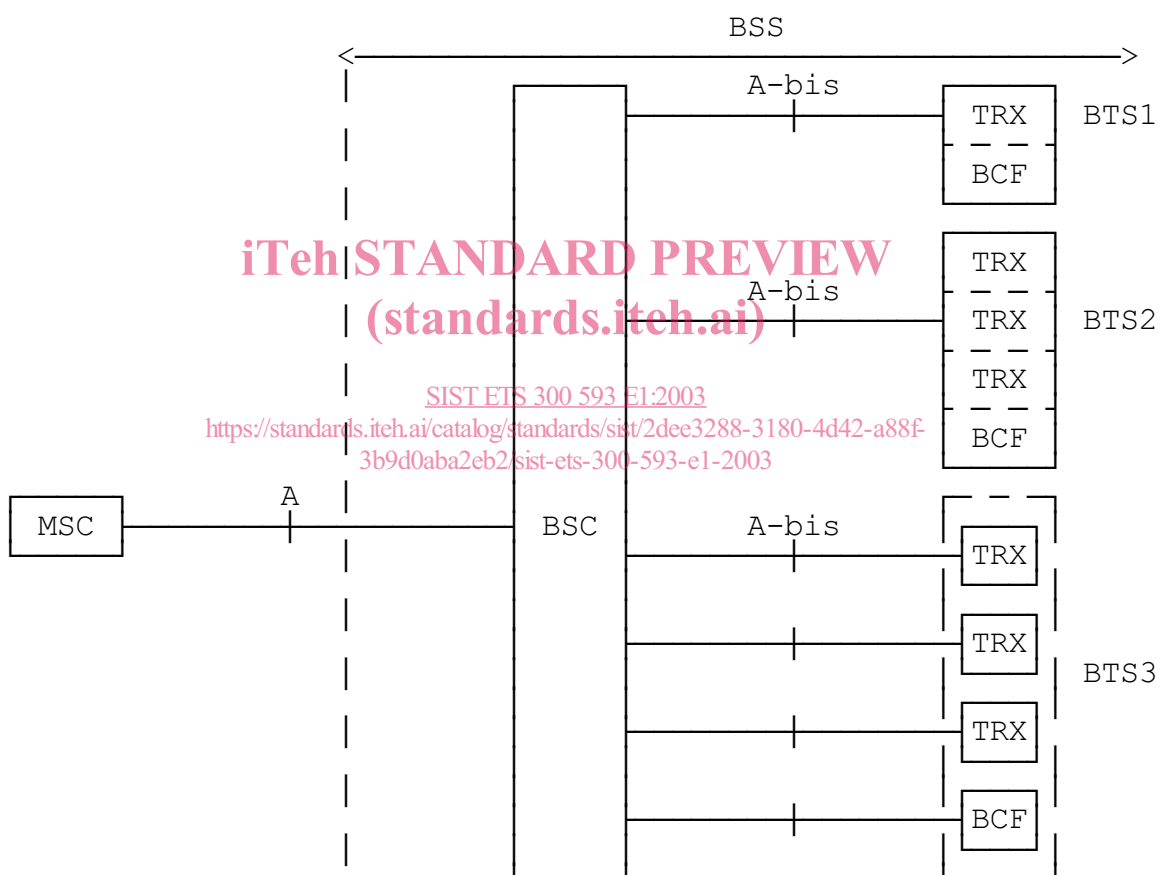 BSS
A-bis
TRX BTS1
BCF
iTeh STANDARD PREVIEW
TRX
A-bis
(standards.iteh.ai)
TRX BTS2
TRX
SIST ETS 300 593 E1:2003
https://standards.iteh.ai/catalog/standards/sist/2dee3288-3180-4d42-a88f-
BCF
3b9d0aba2eb2/sist-ets-300-593-e1-2003
A
MSC BSC A-bis
TRX
TRX
BTS3
TRX
BCF